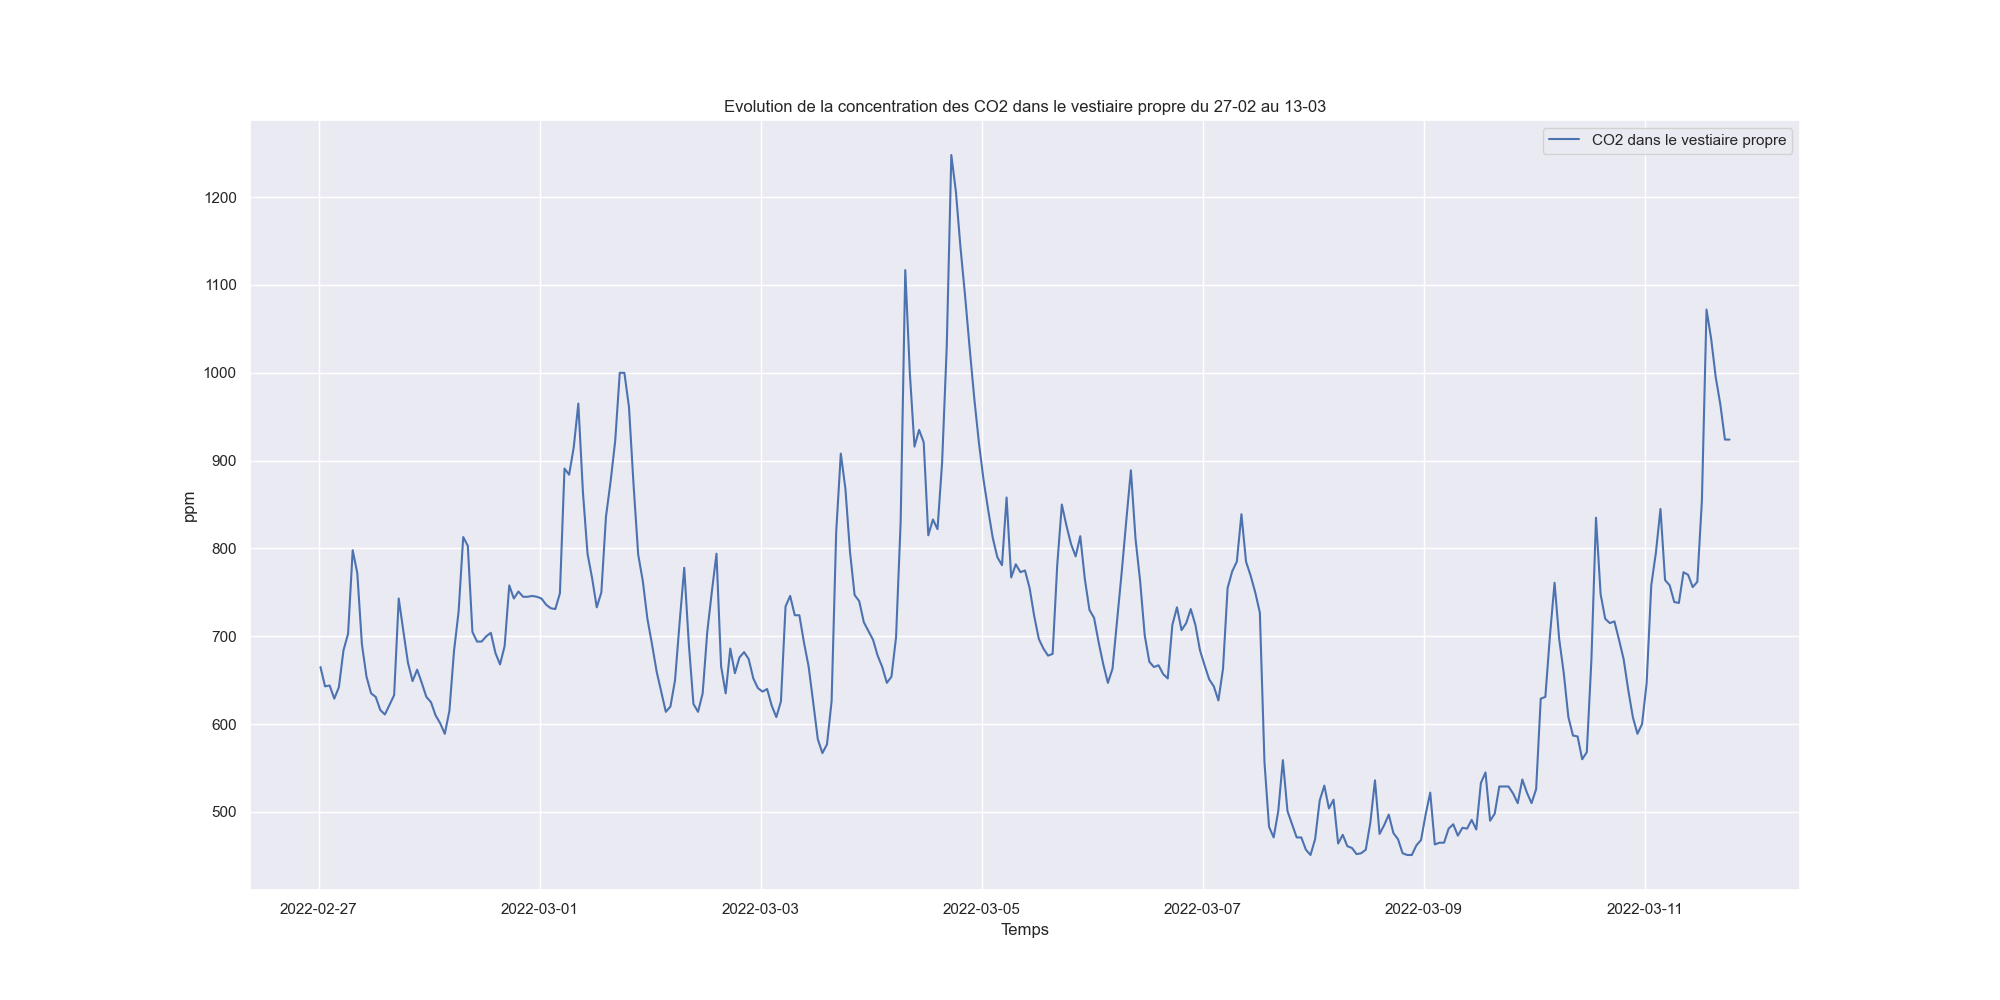 Evolution de la concentration des CO2 dans le vestiaire propre du 27-02 au 13-03
CO2 dans le vestiaire propre
1200
1100
1000
900
800
700
600
500
ppm
2022-02-27 2022-03-01 2022-03-03 2022-03-05 2022-03-07 2022-03-09 2022-03-11
Temps